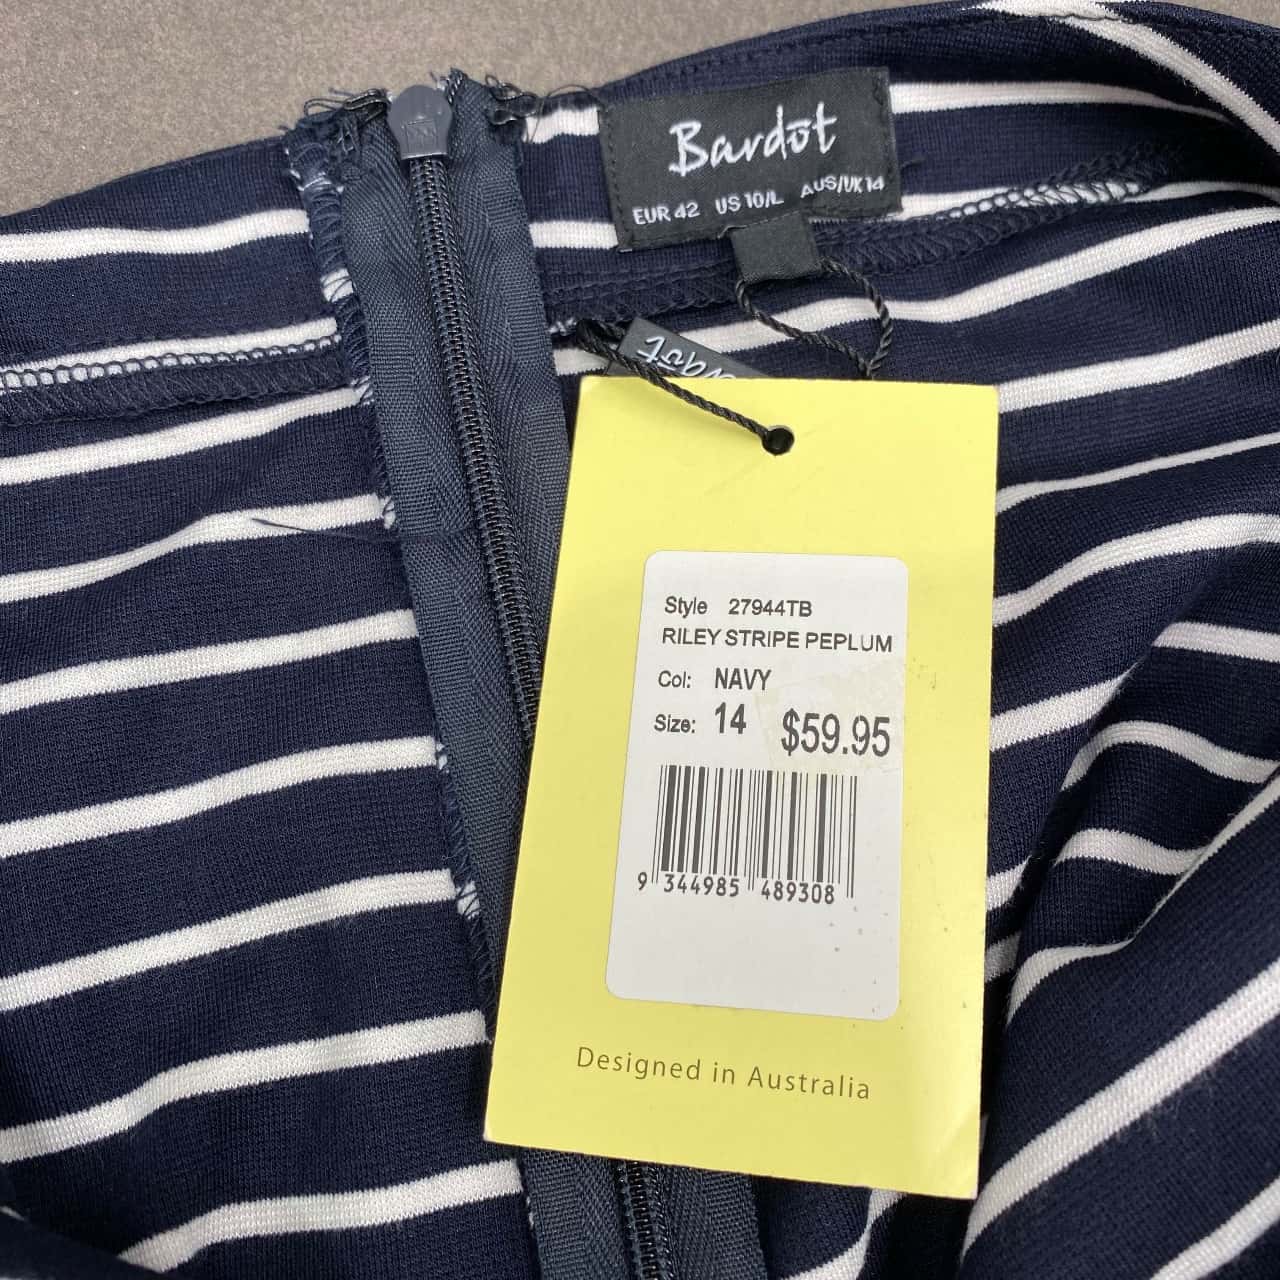 Bardōt
EUR 42 US 10/L AUS/UK 14
Style 27944TB
RILEY STRIPE PEPLUM
Col: NAVY
Size: 14 $59.95
9 344985 489308
Designed in Australia